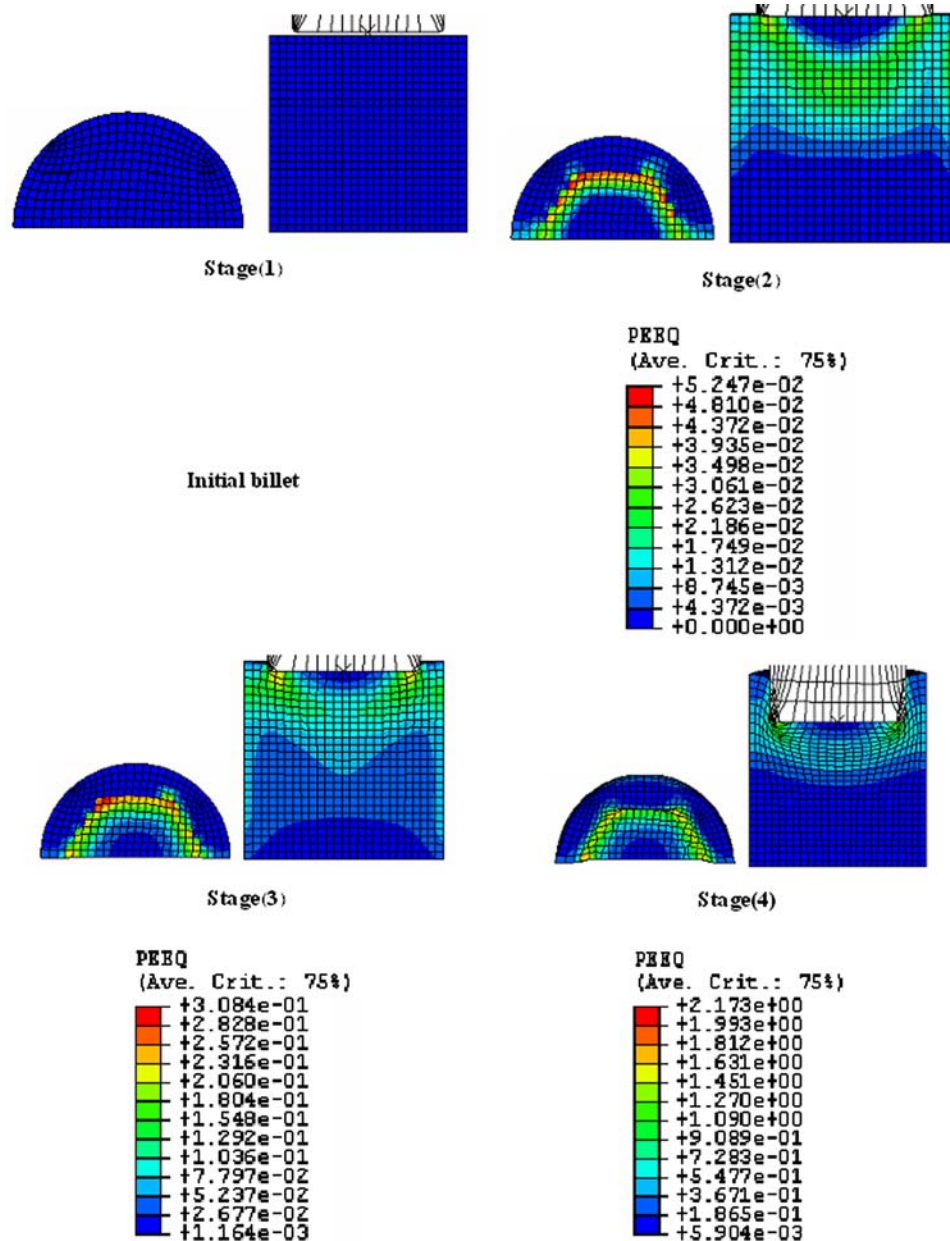 Stage(1)
Stage(2)
PEEQ
(Ave. Crit.: 75%)
+5.247e-02
+4.810e-02
+4.372e-02
+3.935e-02
+3.498e-02
+3.061e-02
+2.623e-02
+2.186e-02
+1.749e-02
+1.312e-02
+8.745e-03
+4.372e-03
+0.000e+00
Initial billet
Stage(3)
Stage(4)
PEEQ
(Ave. Crit.: 75%)
+3.084e-01
+2.828e-01
+2.572e-01
+2.316e-01
+2.060e-01
+1.804e-01
+1.548e-01
+1.292e-01
+1.036e-01
+7.797e-02
+5.237e-02
+2.677e-02
+1.164e-03
PEEQ
(Ave. Crit.: 75%)
+2.173e+00
+1.993e+00
+1.812e+00
+1.631e+00
+1.451e+00
+1.270e+00
+1.090e+00
+9.089e-01
+7.283e-01
+5.477e-01
+3.671e-01
+1.865e-01
+5.904e-03